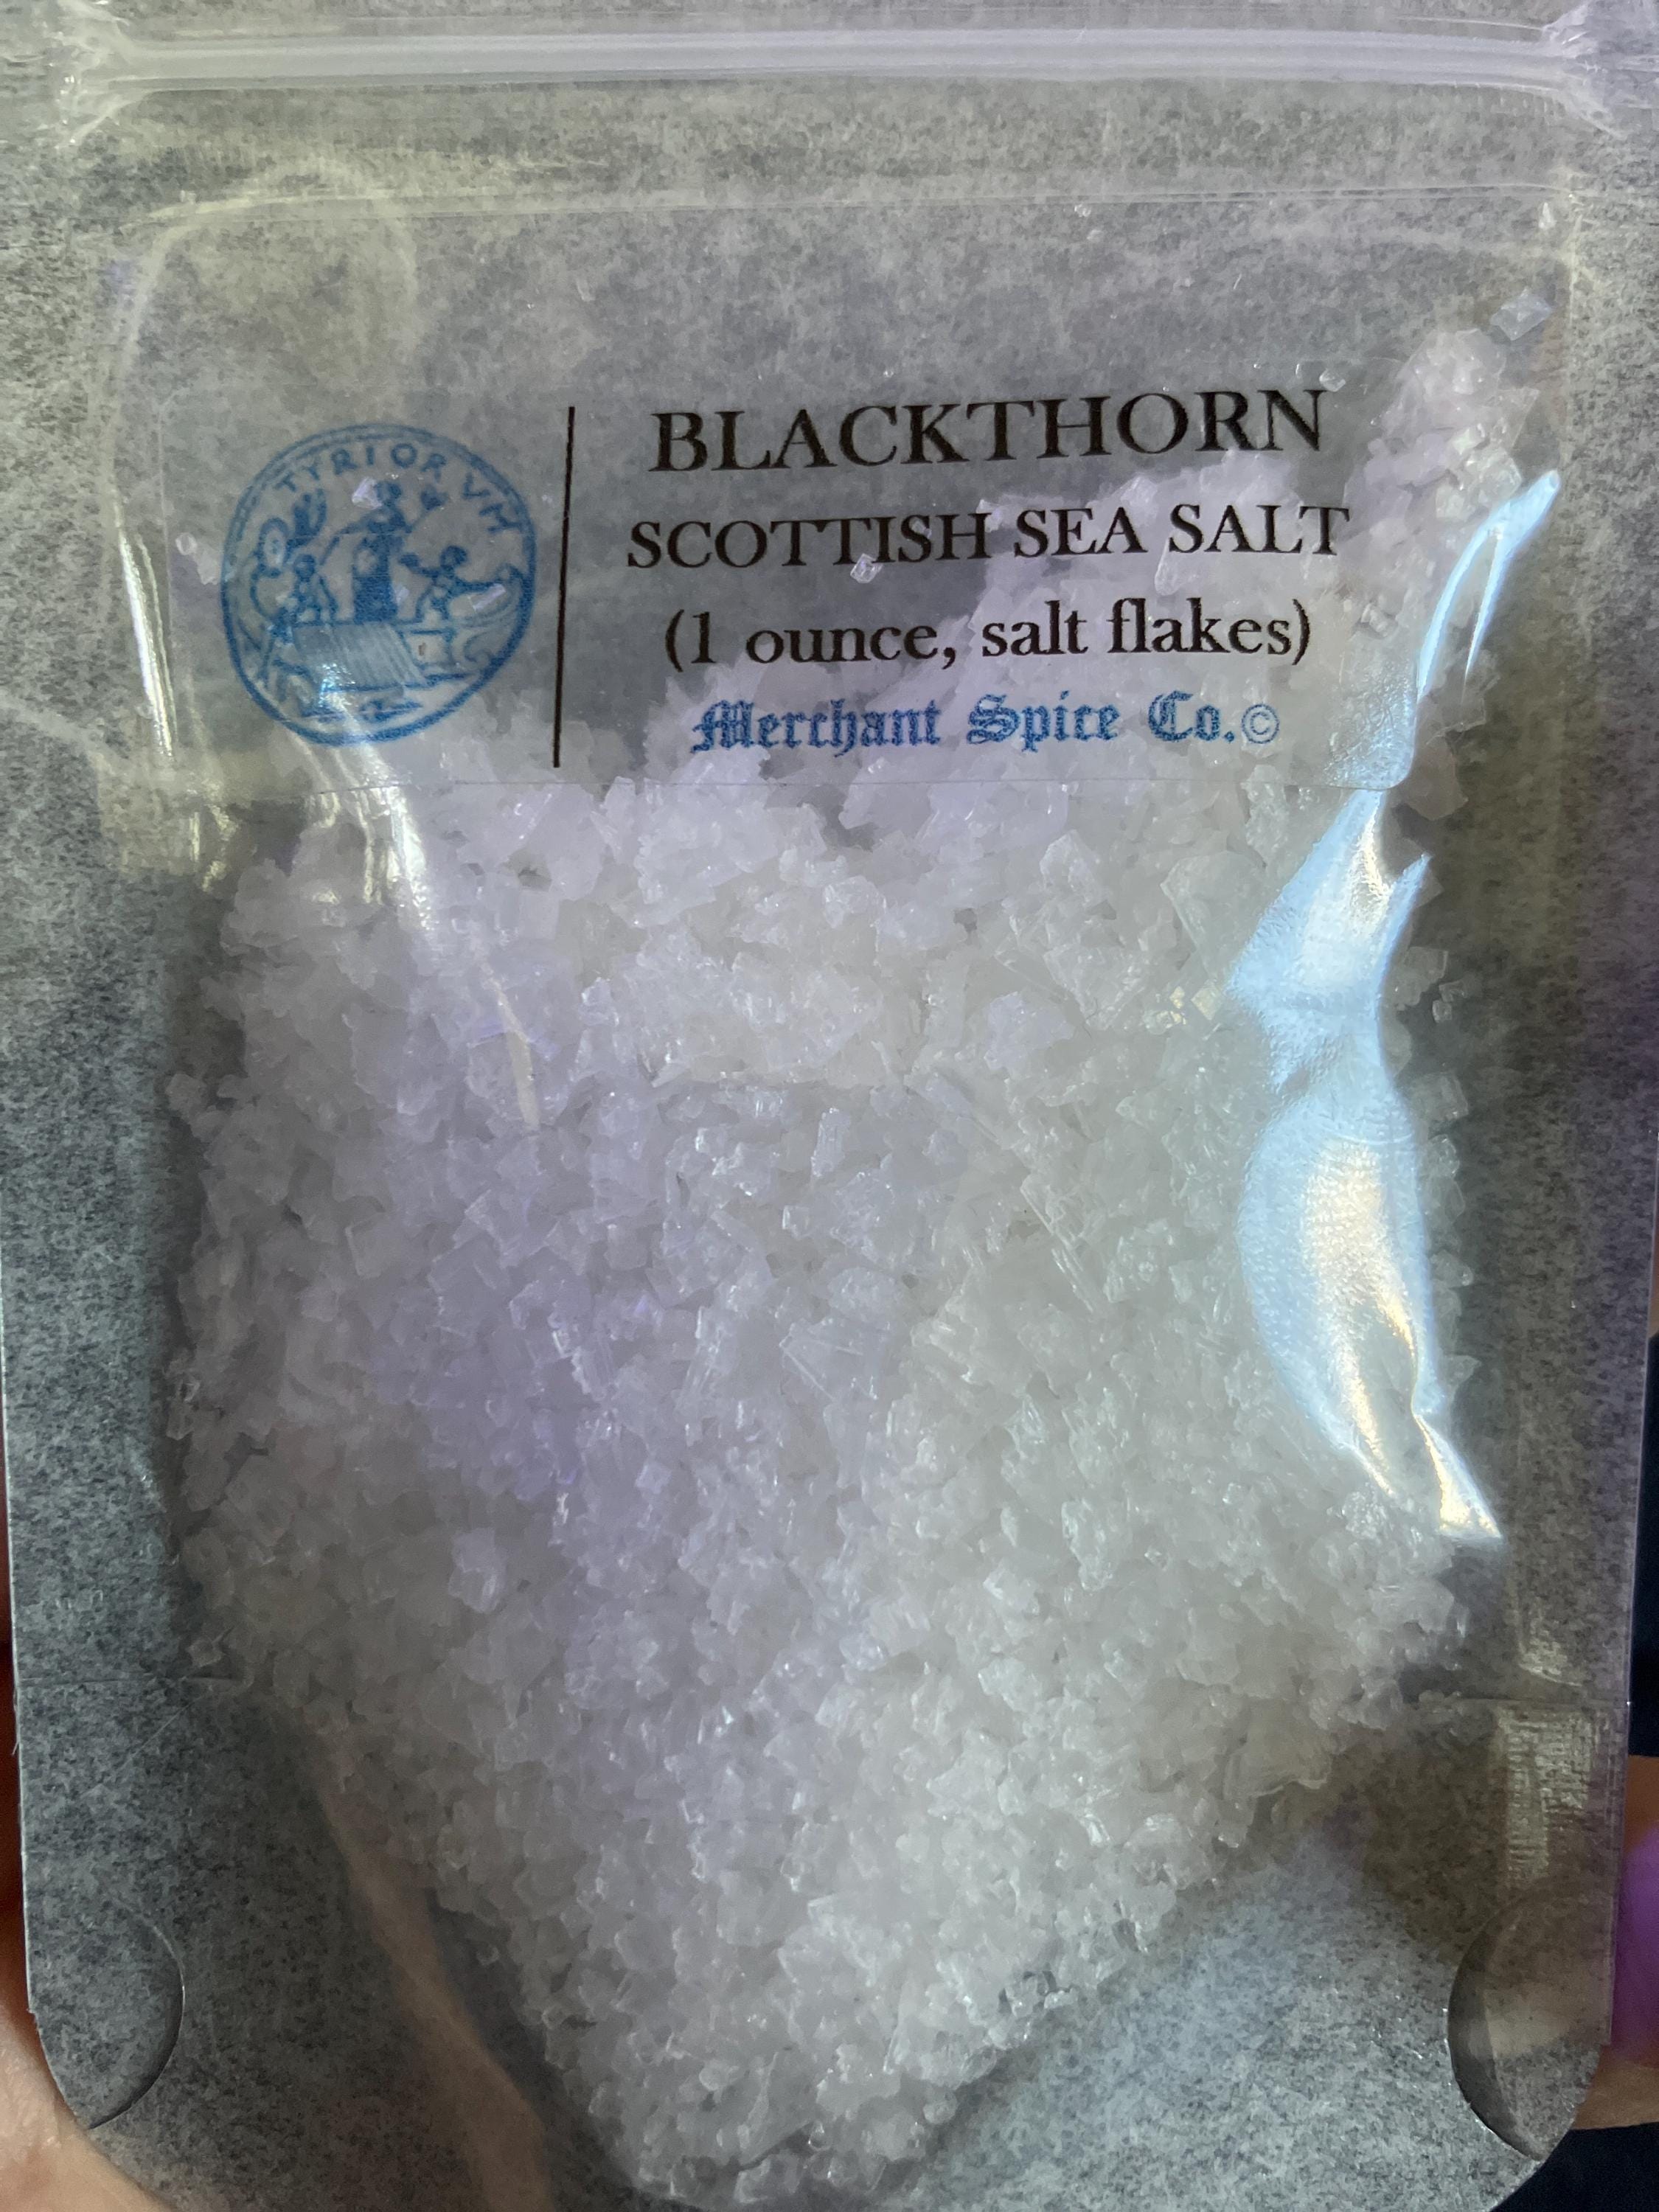 TYRIORVM
BLACKTHORN
SCOTTISH SEA SALT
(1 ounce, salt flakes)
Merchant Spice Co.©